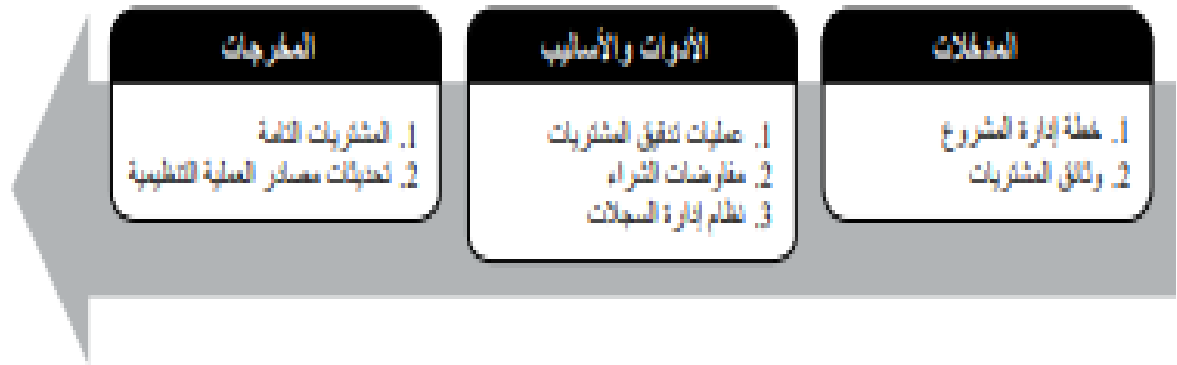 المدخلات
1. خطة إدارة المشروع
2. وثائق المشتريات
الأدوات والأساليب
1. عمليات تدقيق المشتريات
2. مفاوضات الشراء
3. نظام إدارة السجلات
المخرجات
1. المشتريات التامة
2. تحديثات مصادر العملية التنظيمية